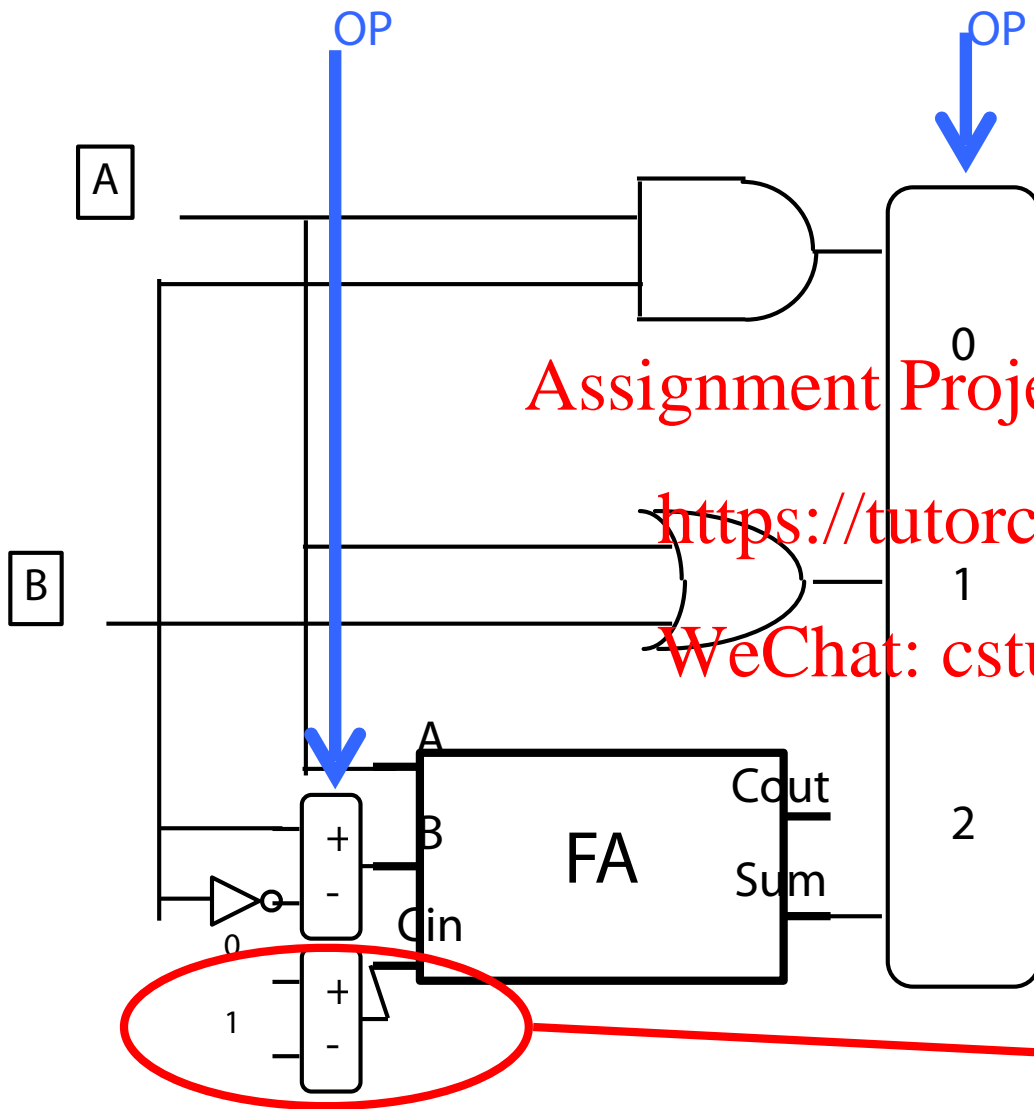 OP
OP
A
0
Assignment Proje
https://tutorc
B
1
WeChat: cstu
A
Cout
+
B
FA
2
-
Sum
Cin
0
+
1
-